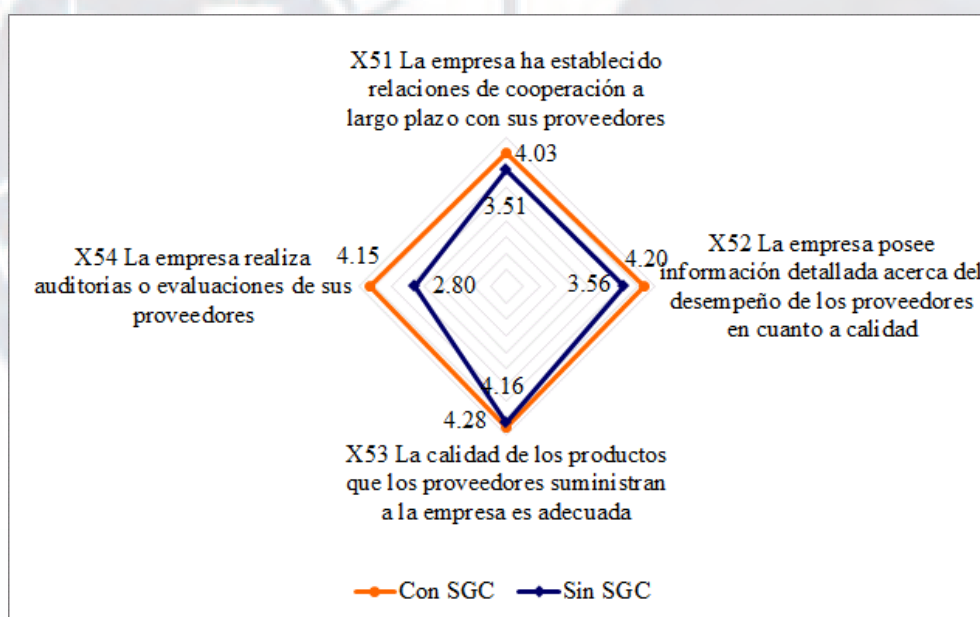 X51 La empresa ha establecido
relaciones de cooperación a
largo plazo con sus proveedores
4.03
3.51
X54 La empresa realiza
auditorias o evaluaciones de sus
proveedores
4.15
2.80
3.56
4.20
X52 La empresa posee
información detallada acerca del
desempeño de los proveedores
en cuanto a calidad
4.16
4.28
X53 La calidad de los productos
que los proveedores suministran
a la empresa es adecuada
Con SGC
Sin SGC